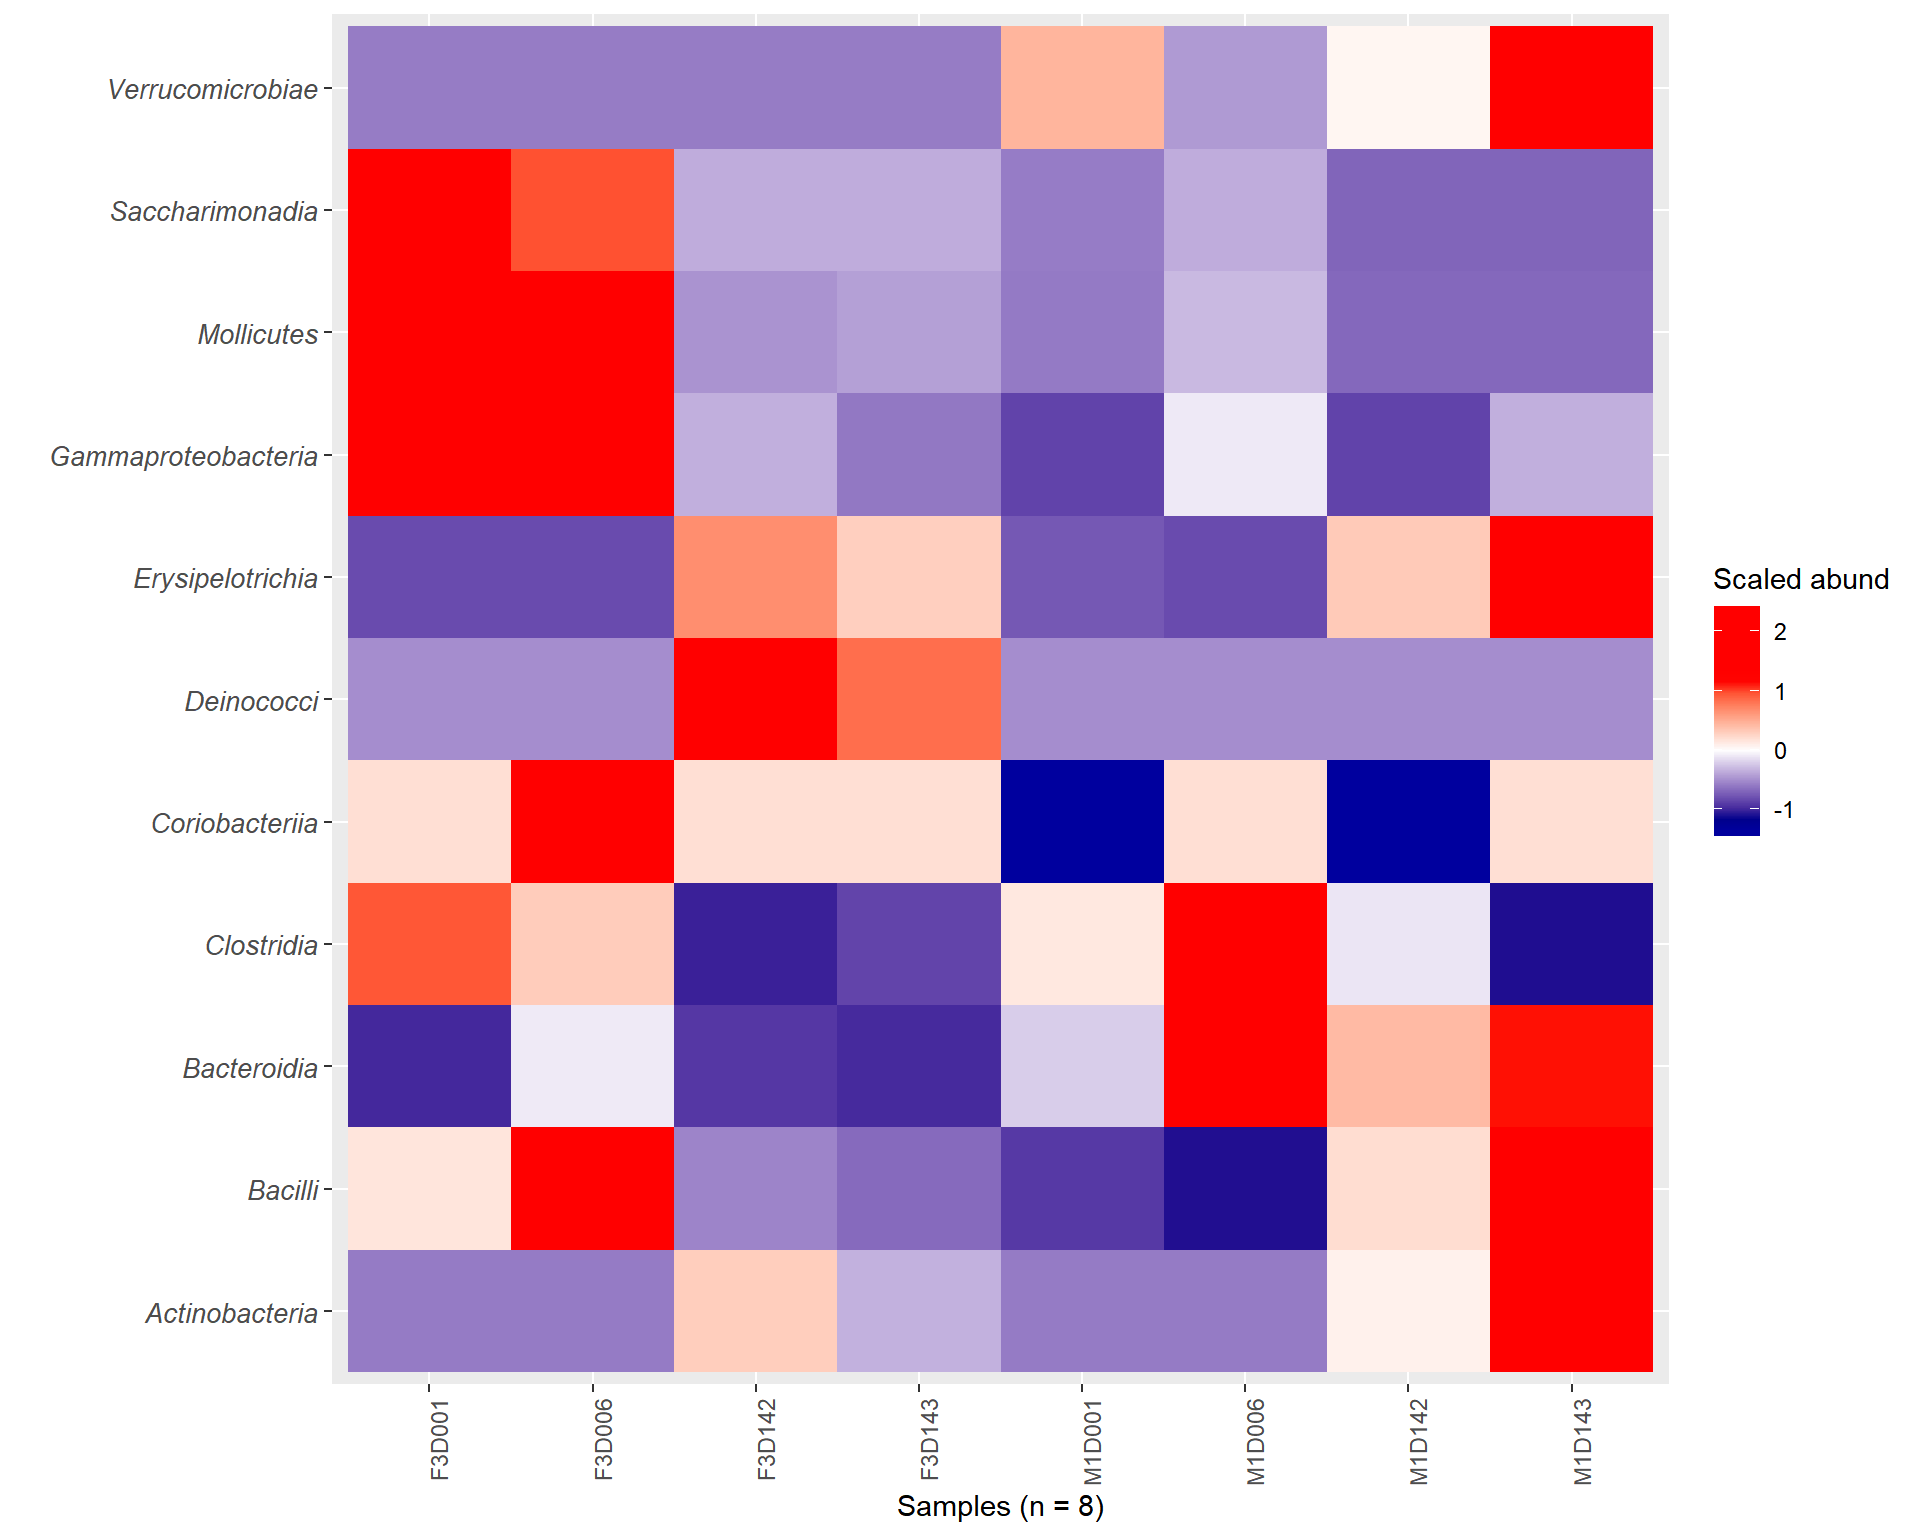 Verrucomicrobiae
Saccharimonadia
Mollicutes
Gammaproteobacteria
Erysipelotrichia
Deinococci
Coriobacteriia
Clostridia
Bacteroidia
Bacilli
Actinobacteria
F3D001
F3D006
F3D142
F3D143
M1D001
M1D006
M1D142
M1D143
Samples (n = 8)
Scaled abund
2
1
0
-1